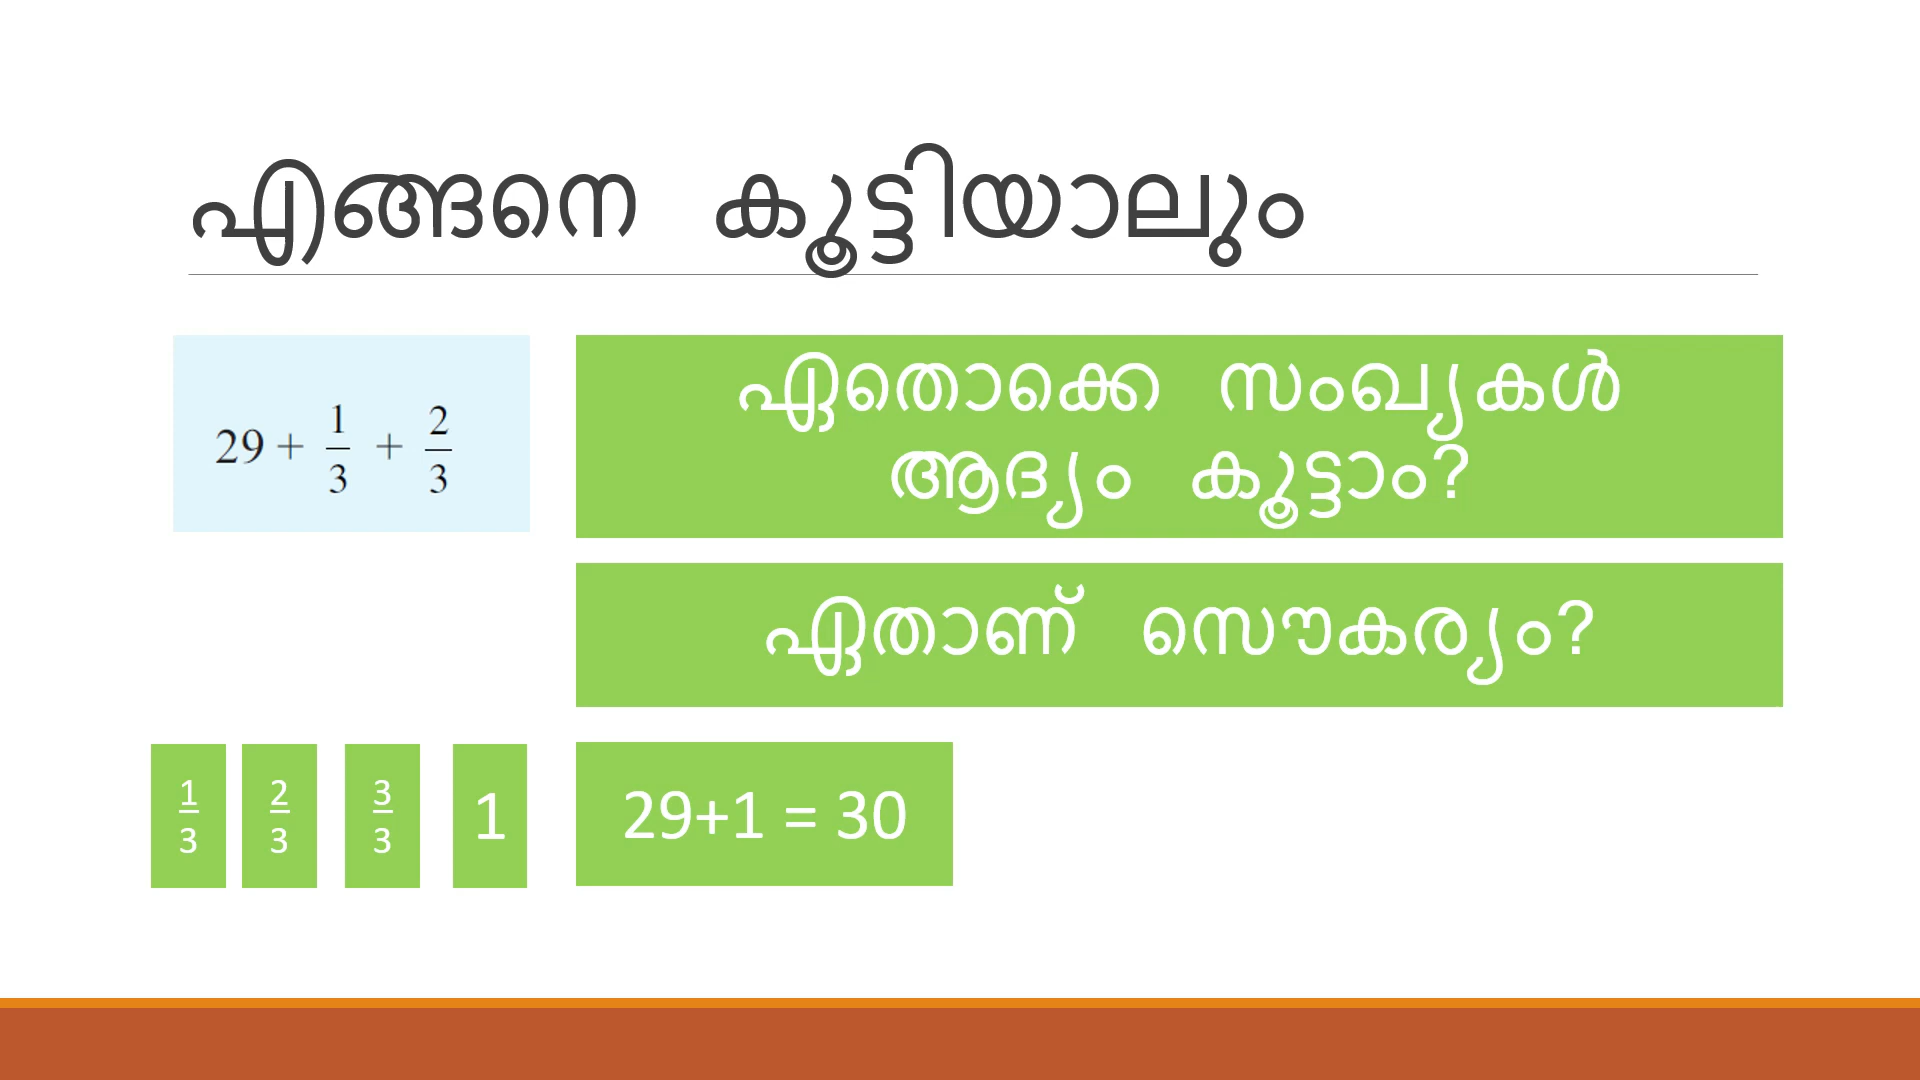 എങ്ങനെ കൂട്ടിയാലും
29 + 1/3 + 2/3
ഏതൊക്കെ സംഖ്യകൾ
ആദ്യം കൂട്ടാം?
ഏതാണ് സൌകര്യം?
1/3 2/3 3/3 1 29+1 = 30